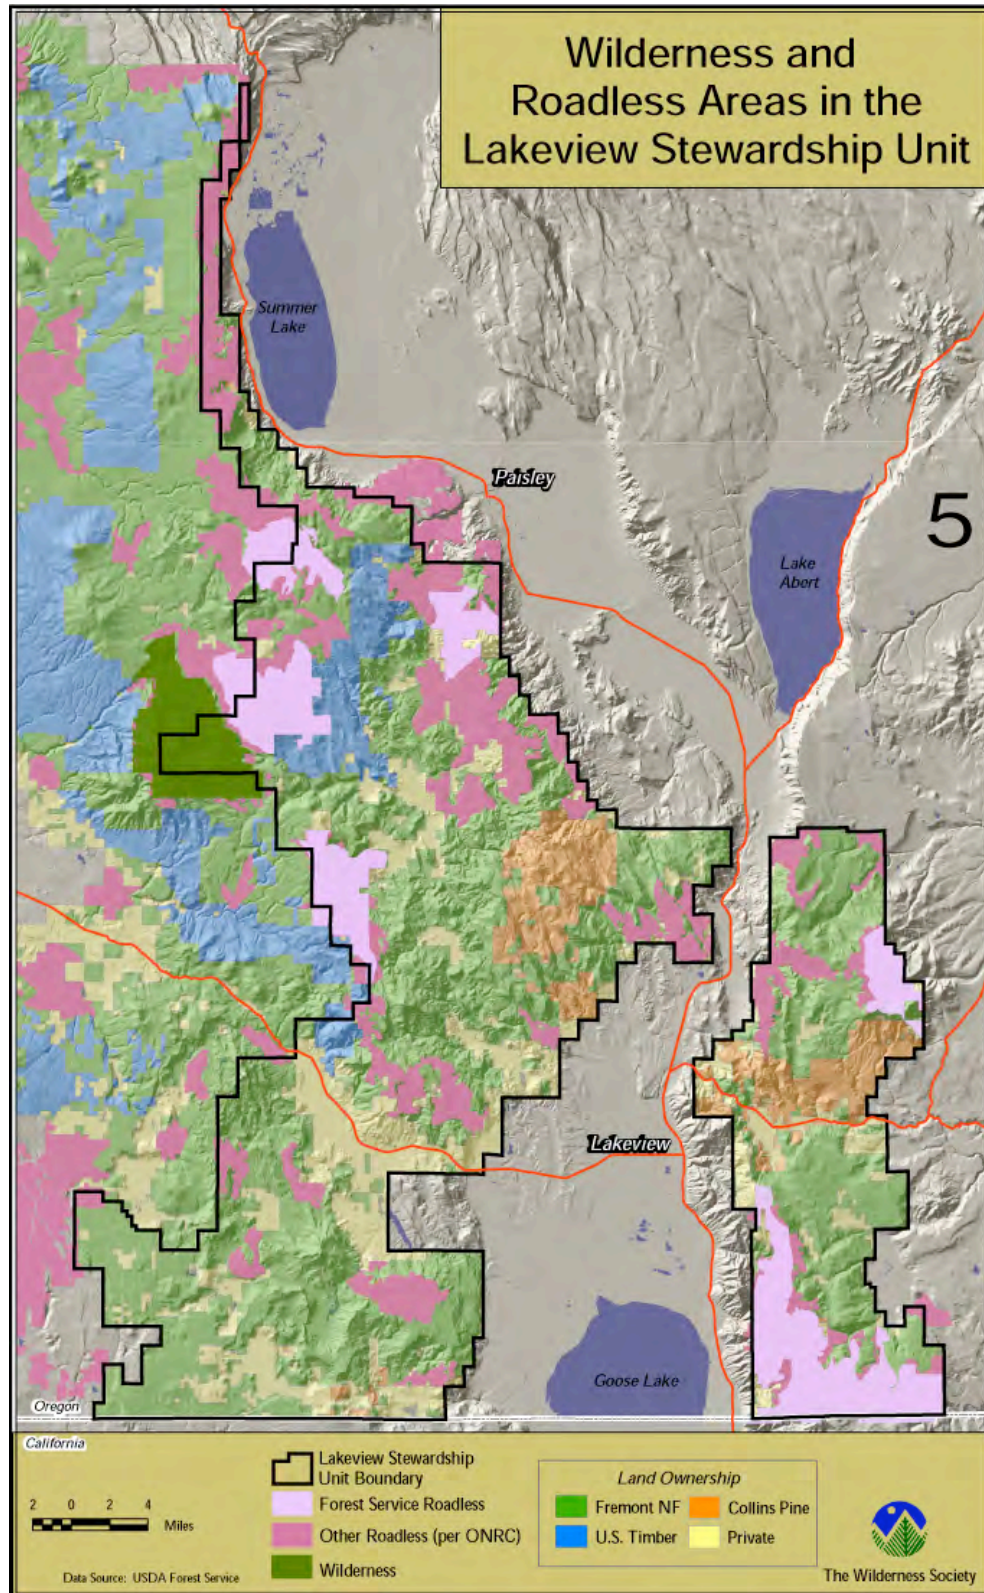 Wilderness and
Roadless Areas in the
Lakeview Stewardship Unit
Summer
Lake
Paisley
5
Lake
Abert
Lakeview
Goose Lake
Oregon
California
2 0 2 4
Miles
Data Source: USDA Forest Service
Lakeview Stewardship
Unit Boundary
Forest Service Roadless
Other Roadless (per ONRC)
Wilderness
Land Ownership
Fremont NF
Collins Pine
U.S. Timber
Private
The Wilderness Society